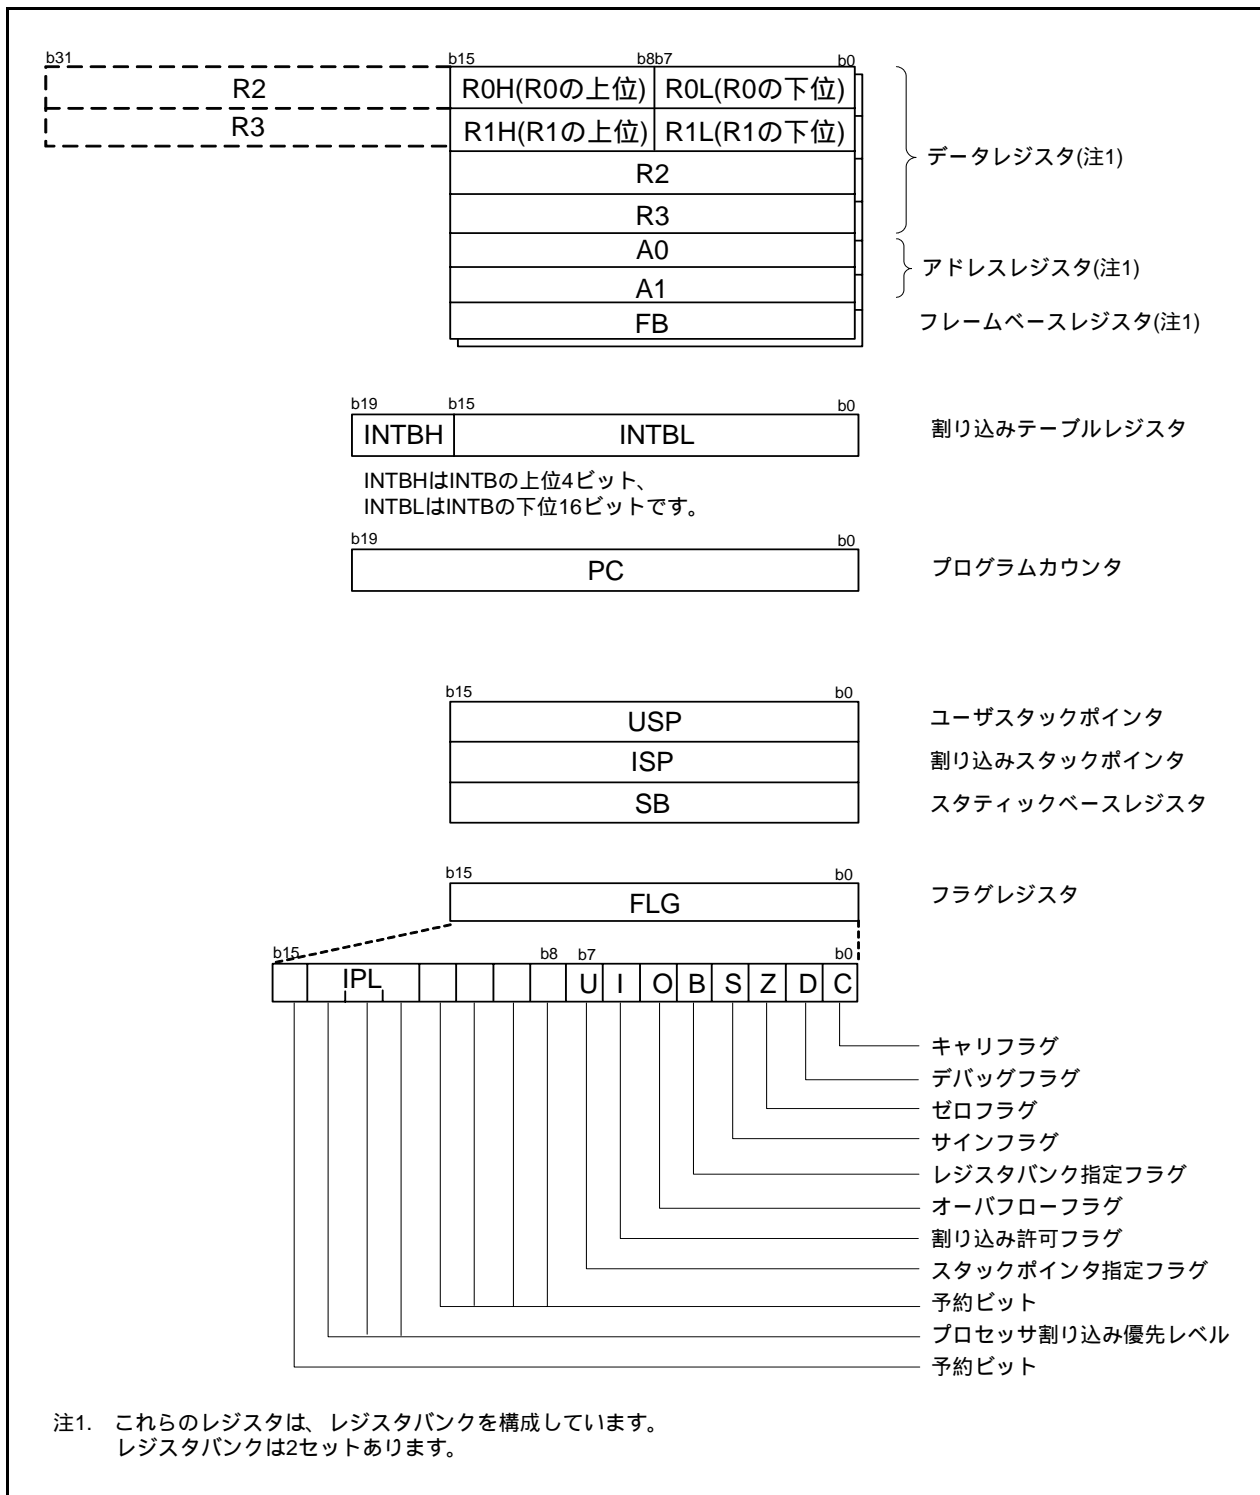 b31 b15 b8b7 b0
R2 R0H(R0の上位) R0L(R0の下位)
R3 R1H(R1の上位) R1L(R1の下位)
データレジスタ(注1)
R2
R3
A0
アドレスレジスタ(注1)
A1
FB フレームベースレジスタ(注1)
b19 b15 b0
INTBH INTBL 割り込みテーブルレジスタ
INTBHはINTBの上位4ビット、
INTBLはINTBの下位16ビットです。
b19 b0
PC プログラムカウンタ
b15 b0
USP ユーザスタックポインタ
ISP 割り込みスタックポインタ
SB スタティックベースレジスタ
b15 b0
FLG フラグレジスタ
b15 b8 b7 b0
IPL U I O B S Z D C
キャリフラグ
デバッグフラグ
ゼロフラグ
サインフラグ
レジスタバンク指定フラグ
オーバフローフラグ
割り込み許可フラグ
スタックポインタ指定フラグ
予約ビット
プロセッサ割り込み優先レベル
予約ビット
注1. これらのレジスタは、レジスタバンクを構成しています。
レジスタバンクは2セットあります。